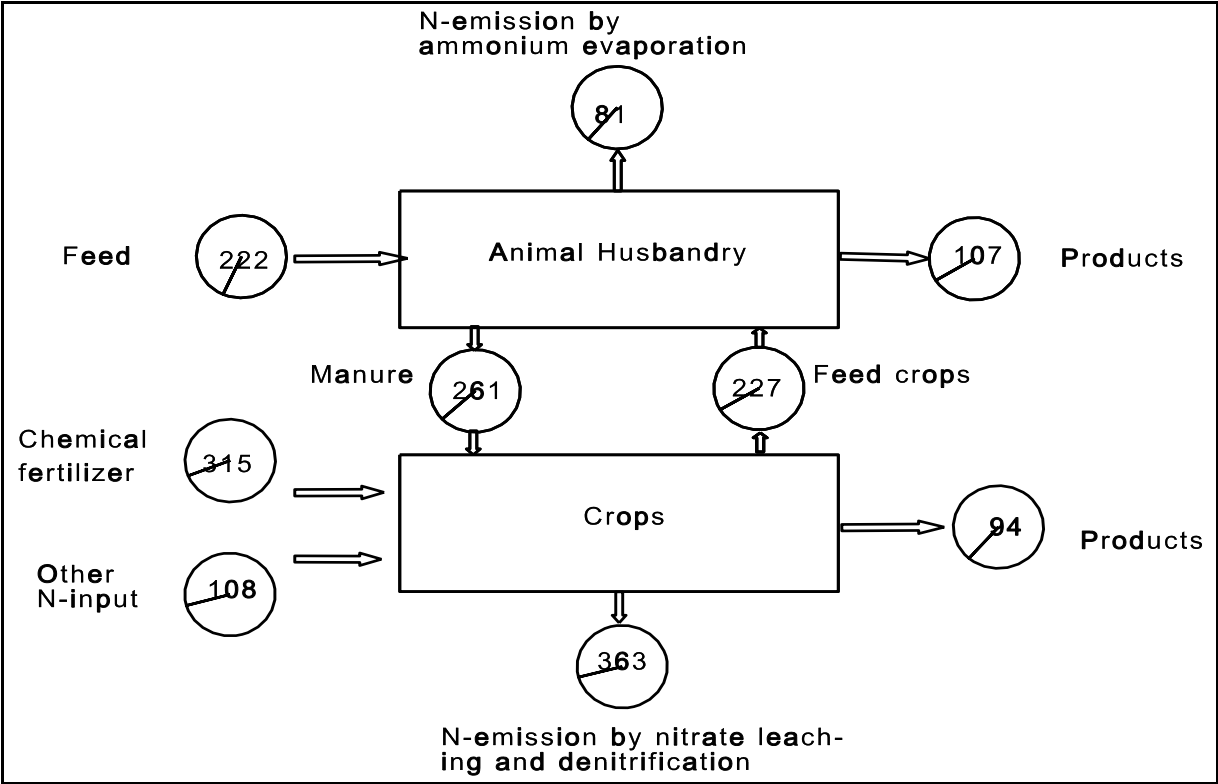 N-emission by
ammonium evaporation
81
Feed
222
Animal Husbandry
107
Products
Manure
261
227
Feed crops
Chemical
fertilizer
315
Crops
94
Products
Other
N-input
108
363
N-emission by nitrate leach-
ing and denitrification